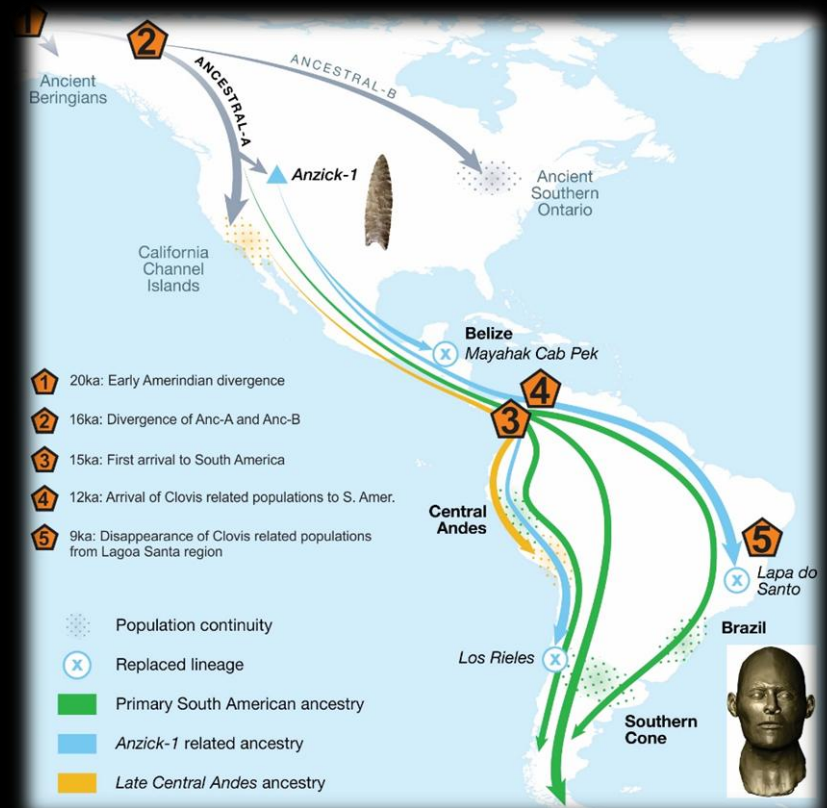 1
2
Ancient
Beringians
ANCESTRAL-A
ANCESTRAL-B
Anzick-1
Ancient
Southern
Ontario
California
Channel
Islands
Belize
X Mayahak Cab Pek
4
3
1 20ka: Early Amerindian divergence
2 16ka: Divergence of Anc-A and Anc-B
3 15ka: First arrival to South America
4 12ka: Arrival of Clovis related populations to S. Amer.
5 9ka: Disappearance of Clovis related populations
from Lagoa Santa region
Central
Andes
5
X Lapa do
Santo
Brazil
Los Rieles X
Southern
Cone
Population continuity
X Replaced lineage
Primary South American ancestry
Anzick-1 related ancestry
Late Central Andes ancestry